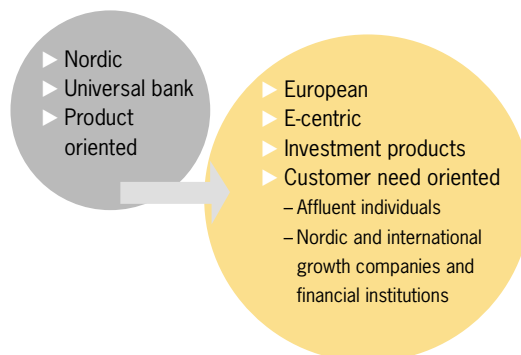 Nordic
Universal bank
Product
oriented
European
E-centric
Investment products
Customer need oriented
– Affluent individuals
– Nordic and international
growth companies and
financial institutions